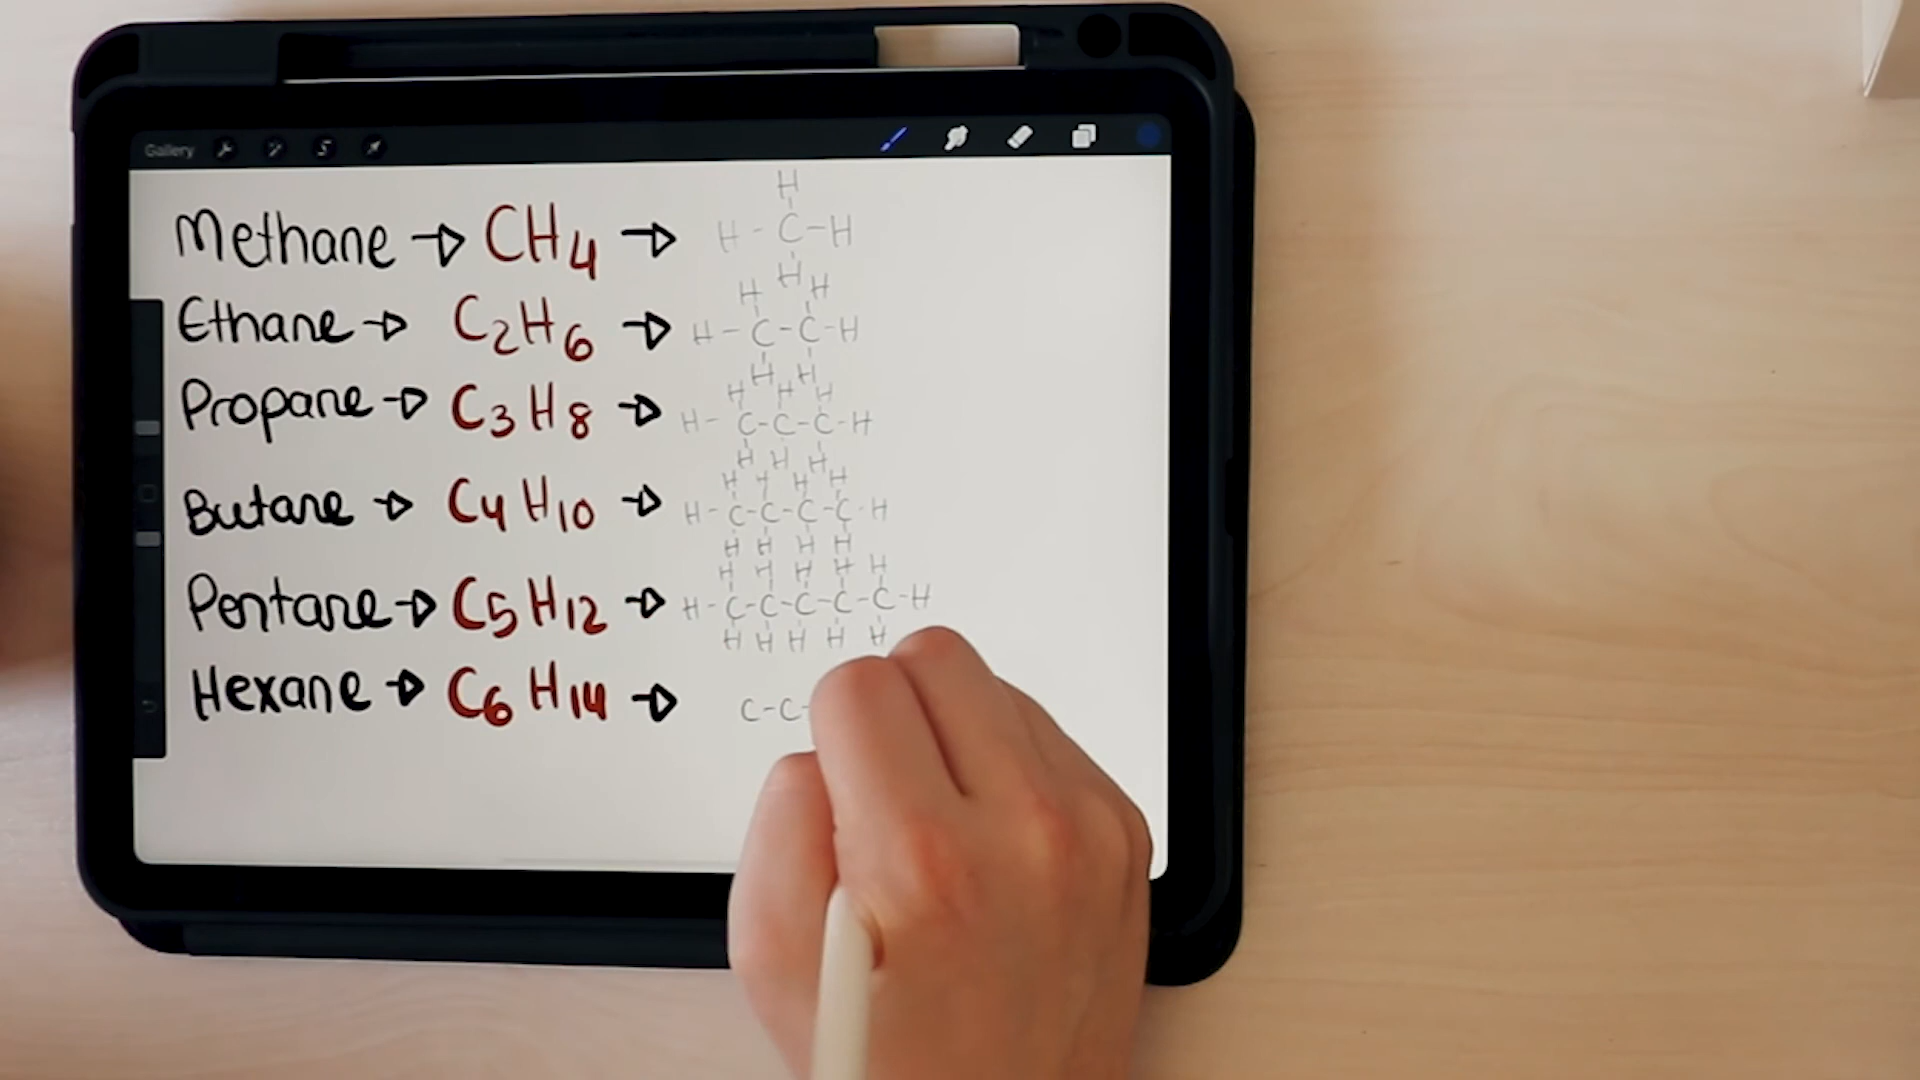 Gallery
H
Methane → CH4 → H - C - H
H
H H
Ethane → C2H6 → H - C - C - H
H H
H H H
Propane → C3H8 → H - C - C - C - H
H H H
H H H H
Butane → C4H10 → H - C - C - C - C - H
H H H H
H H H H H
Pentane → C5H12 → H - C - C - C - C - C - H
H H H H H
Hexane → C6H14 → C - C -